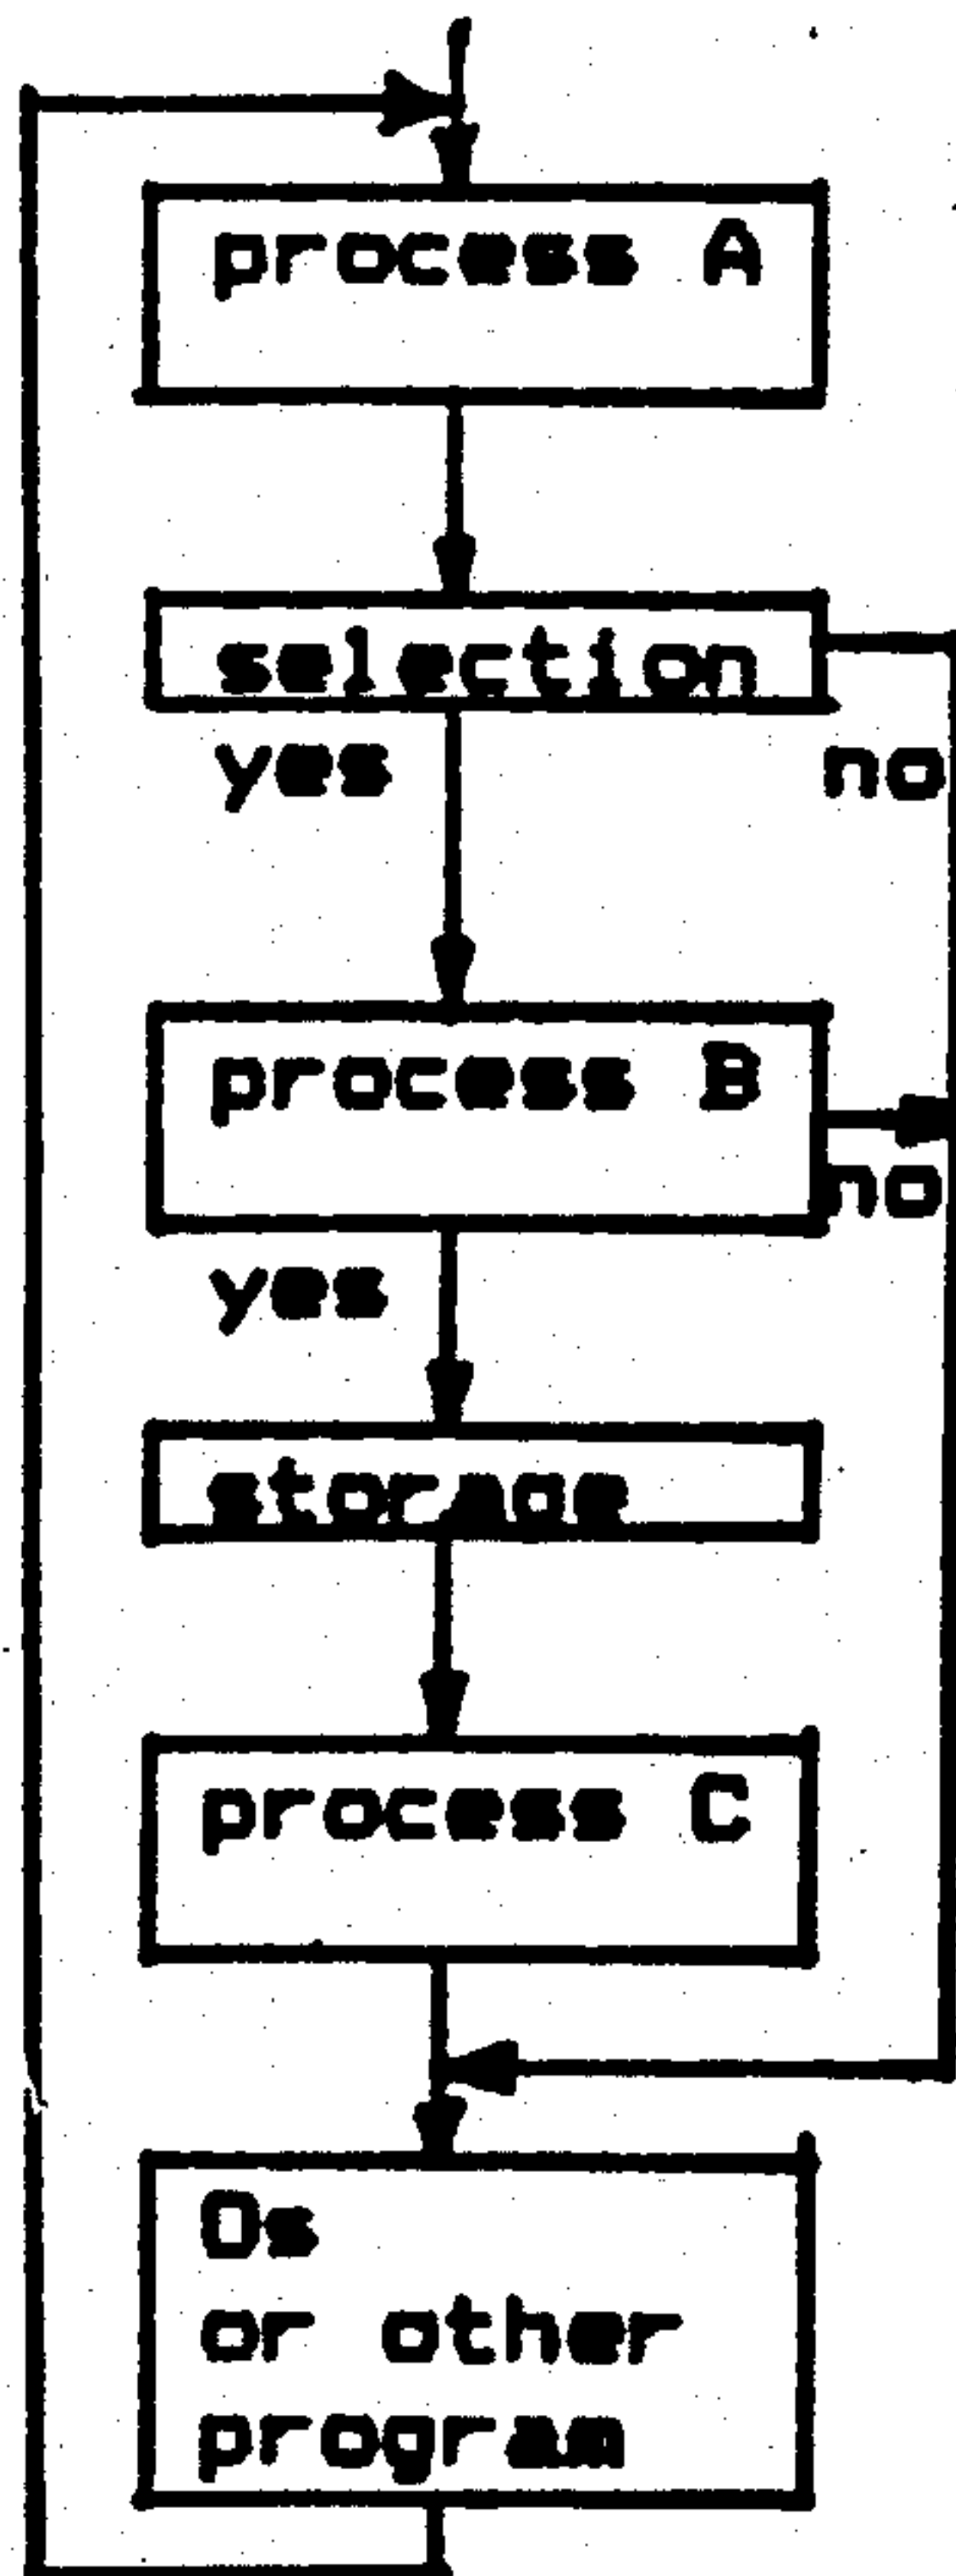 process A
selection
yes
no
process B
no
yes
storage
process C
Os
or other
program